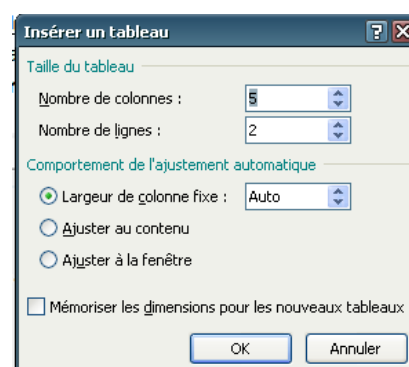 Insérer un tableau
Taille du tableau
Nombre de colonnes : 5
Nombre de lignes : 2
Comportement de l'ajustement automatique
Largeur de colonne fixe : Auto
Ajuster au contenu
Ajuster à la fenêtre
Mémoriser les dimensions pour les nouveaux tableaux
OK Annuler